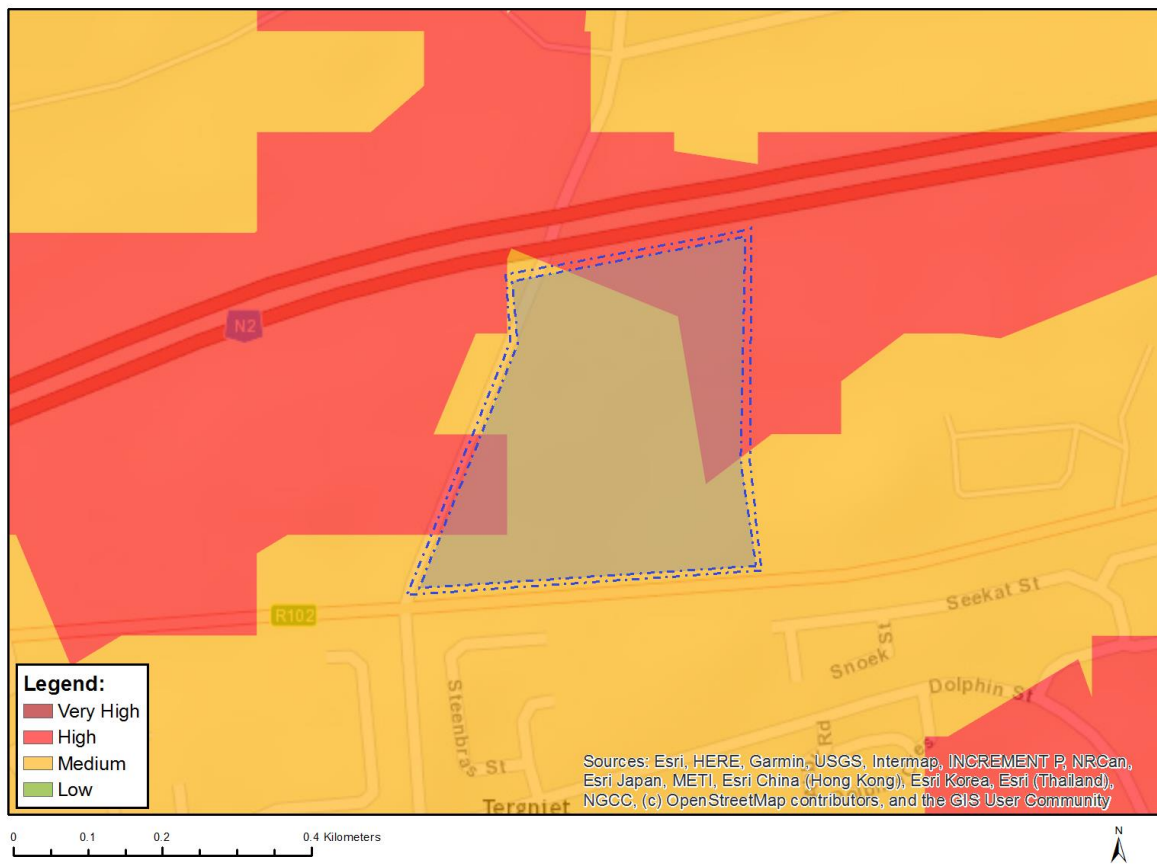 N2
R102
Seekat St
Snoek St
Dolphin St
Steenbras St
Rd
Tergniet
Legend:
Very High
High
Medium
Low
Sources: Esri, HERE, Garmin, USGS, Intermap, INCREMENT P, NRCan,
Esri Japan, METI, Esri China (Hong Kong), Esri Korea, Esri (Thailand),
NGCC, (c) OpenStreetMap contributors, and the GIS User Community
0 0.1 0.2 0.4 Kilometers
N